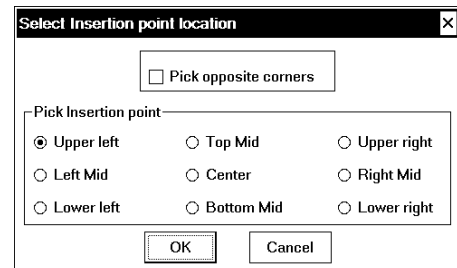 Select Insertion point location
Pick opposite corners
Pick Insertion point
Upper left Top Mid Upper right
Left Mid Center Right Mid
Lower left Bottom Mid Lower right
OK Cancel